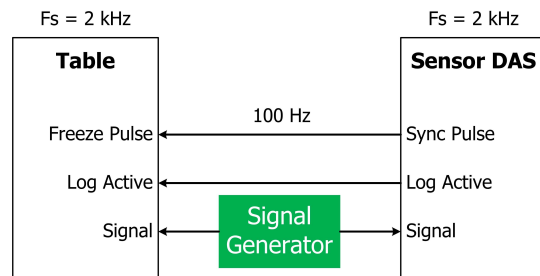 Fs = 2 kHz
Fs = 2 kHz
Table
Sensor DAS
100 Hz
Freeze Pulse
Sync Pulse
Log Active
Log Active
Signal
Signal
Generator
Signal